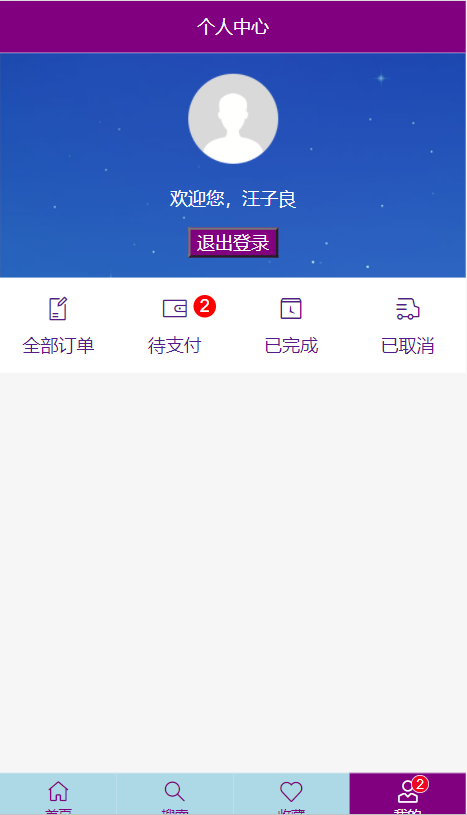 个人中心
欢迎您，汪子良
退出登录
2
全部订单 待支付 已完成 已取消
2
首页 搜索 收藏 我的